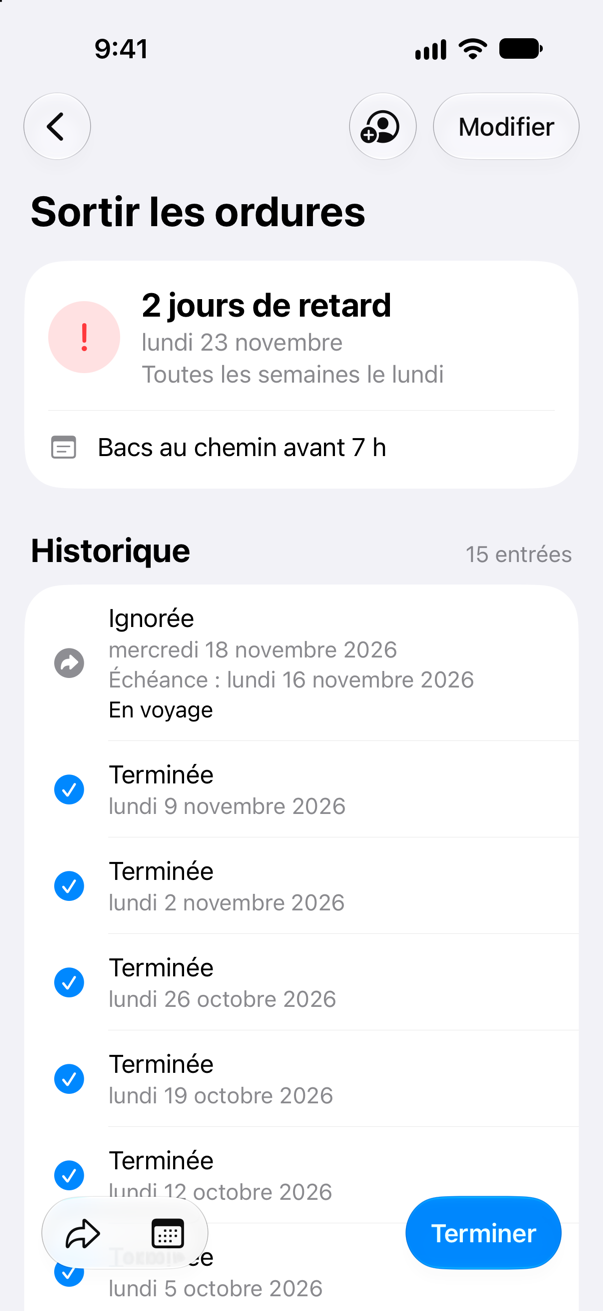 9:41
Modifier
Sortir les ordures
2 jours de retard
lundi 23 novembre
Toutes les semaines le lundi
Bacs au chemin avant 7 h
Historique
15 entrées
Ignorée
mercredi 18 novembre 2026
Échéance : lundi 16 novembre 2026
En voyage
Terminée
lundi 9 novembre 2026
Terminée
lundi 2 novembre 2026
Terminée
lundi 26 octobre 2026
Terminée
lundi 19 octobre 2026
Terminée
lundi 12 octobre 2026
Terminer
Terminée
lundi 5 octobre 2026